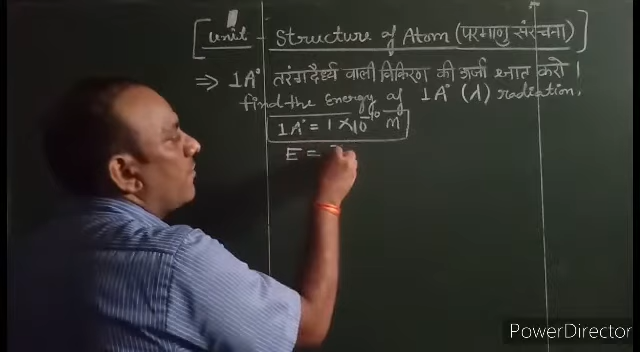 [Unit - Structure of Atom (परमाणु संरचना)]
⇒ 1A° तरंगदैर्ध्य वाली विकिरण की ऊर्जा ज्ञात करो।
find the Energy of 1A° (λ) radiation.
1A° = 1 × 10⁻¹⁰ m
E =
PowerDirector